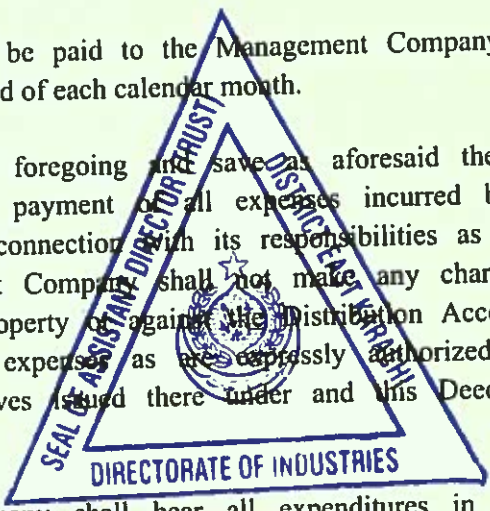 be paid to the Management Company
d of each calendar month.
foregoing and save as aforesaid the
payment of all expenses incurred b
connection with its responsibilities as
t Company shall not make any char
operty or against the Distribution Acco
expenses as are expressly authorized
ves issued there under and this Deed
shall bear all expenditures in
SEAL OF ASSISTANT DIRECTOR (TRUST)
DISTRICT EAST KARACHI
DIRECTORATE OF INDUSTRIES